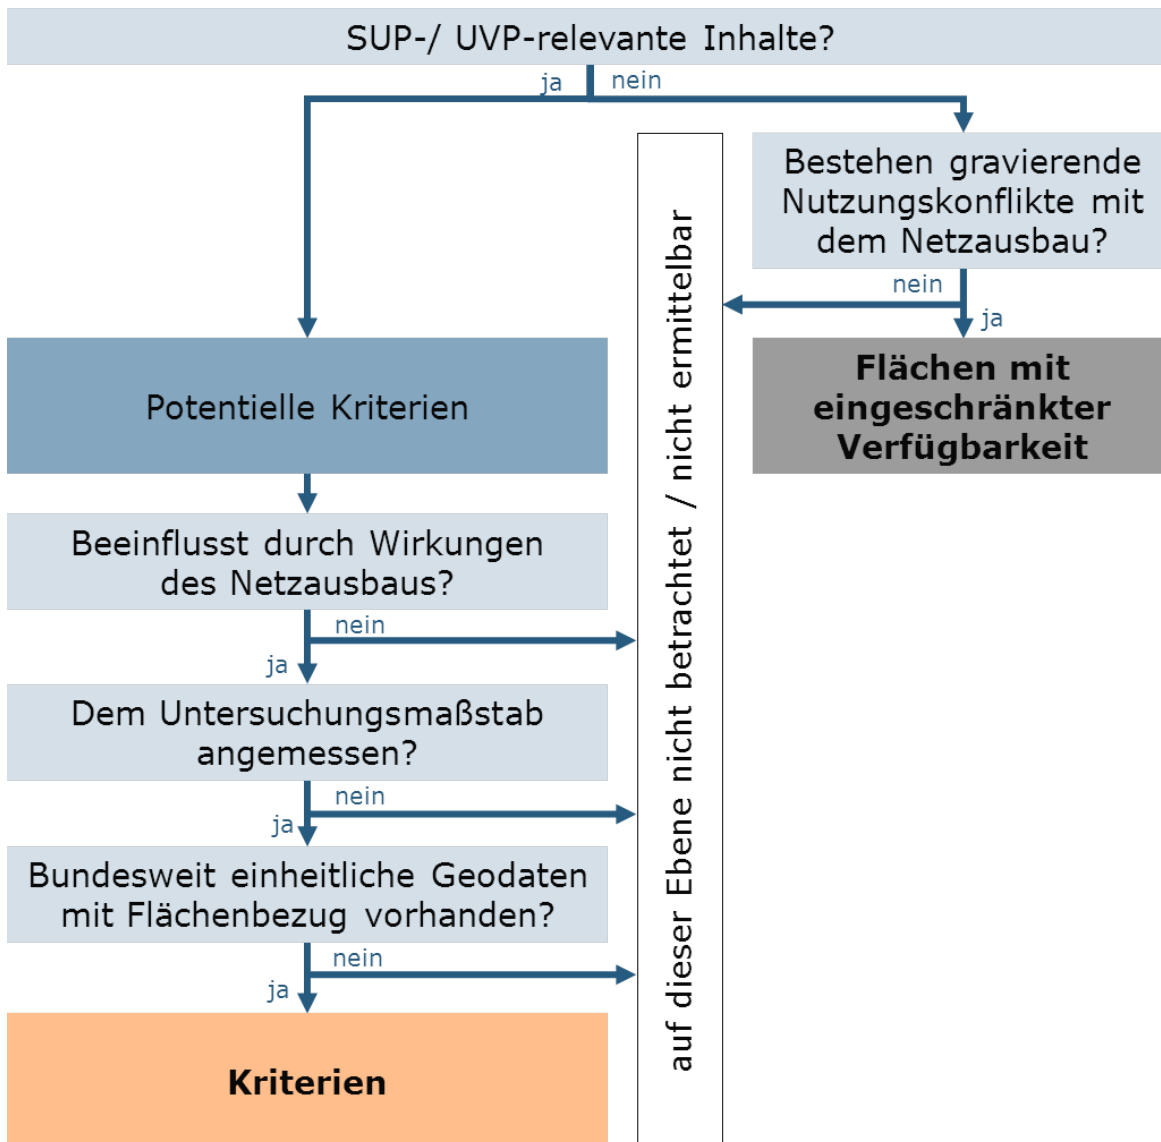 SUP-/ UVP-relevante Inhalte?
ja
nein
Bestehen gravierende
Nutzungskonflikte mit
dem Netzausbau?
nein
ja
Flächen mit
eingeschränkter
Verfügbarkeit
auf dieser Ebene nicht betrachtet / nicht ermittelbar
Potentielle Kriterien
Beeinflusst durch Wirkungen
des Netzausbaus?
nein
ja
Dem Untersuchungsmaßstab
angemessen?
nein
ja
Bundesweit einheitliche Geodaten
mit Flächenbezug vorhanden?
nein
ja
Kriterien